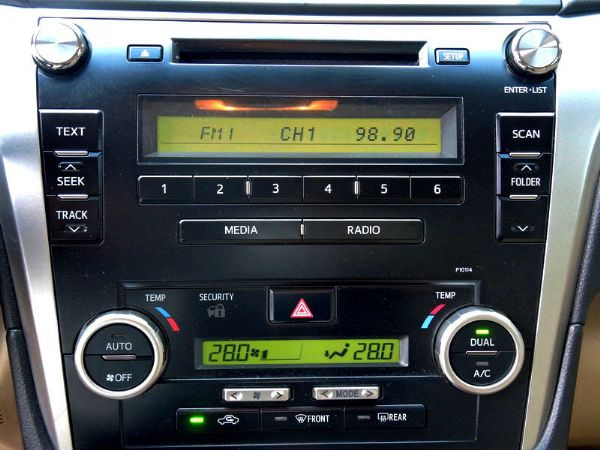 SETUP
ENTER•LIST
TEXT
SCAN
FM1 CH1 98.90
SEEK
FOLDER
1 2 3 4 5 6
TRACK
MEDIA RADIO
P10114
TEMP SECURITY TEMP
AUTO
DUAL
28.0 28.0
OFF
A/C
MODE
FRONT REAR